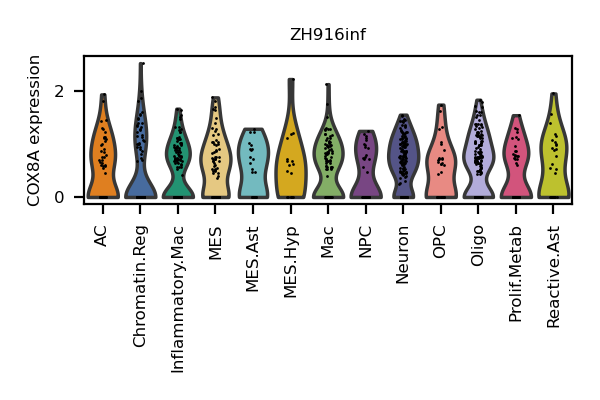 ZH916inf
COX8A expression
2
0
AC
Chromatin.Reg
Inflammatory.Mac
MES
MES.Ast
MES.Hyp
Mac
NPC
Neuron
OPC
Oligo
Prolif.Metab
Reactive.Ast